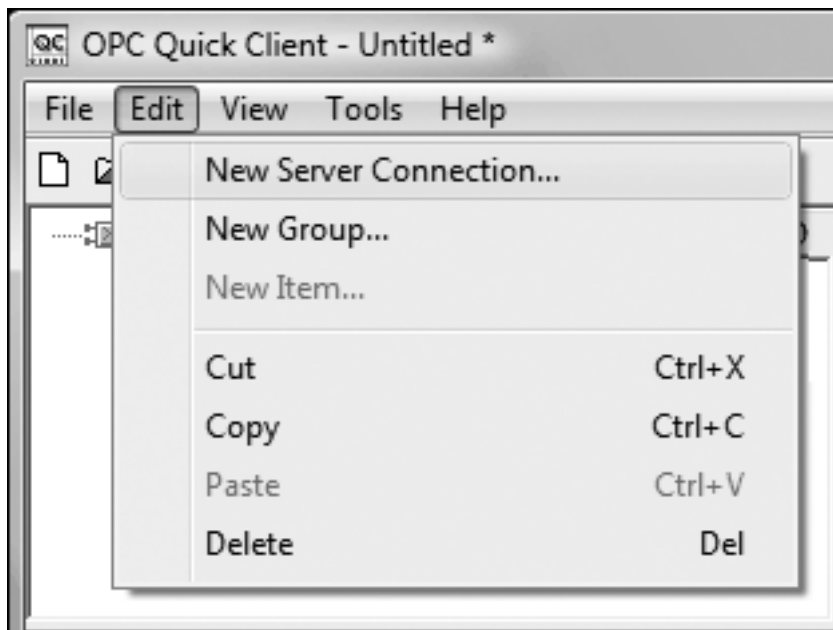 OPC Quick Client - Untitled *
File Edit View Tools Help
New Server Connection...
New Group...
New Item...
Cut Ctrl+X
Copy Ctrl+C
Paste Ctrl+V
Delete Del